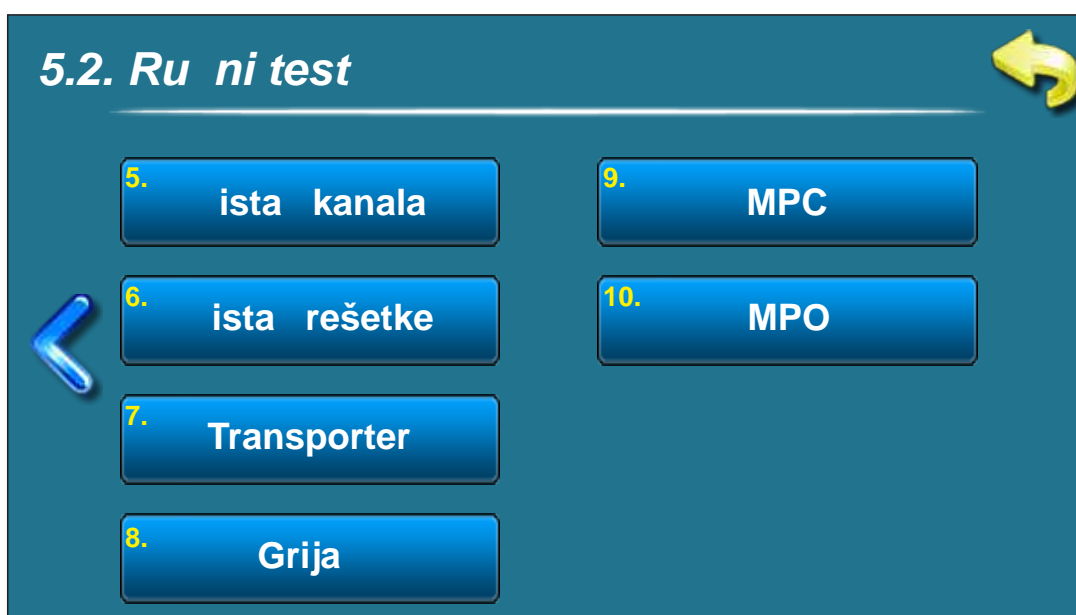 5.2. Ru ni test
5.
ista kanala
6.
ista rešetke
7.
Transporter
8.
Grija
9.
MPC
10.
MPO